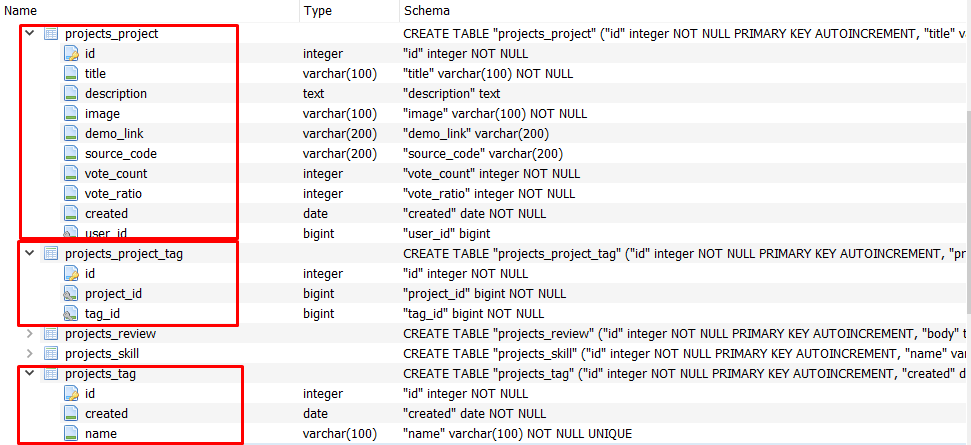 Name Type Schema
projects_project CREATE TABLE "projects_project" ("id" integer NOT NULL PRIMARY KEY AUTOINCREMENT, "title" v
id integer "id" integer NOT NULL
title varchar(100) "title" varchar(100) NOT NULL
description text "description" text
image varchar(100) "image" varchar(100) NOT NULL
demo_link varchar(200) "demo_link" varchar(200)
source_code varchar(200) "source_code" varchar(200)
vote_count integer "vote_count" integer NOT NULL
vote_ratio integer "vote_ratio" integer NOT NULL
created date "created" date NOT NULL
user_id bigint "user_id" bigint
projects_project_tag CREATE TABLE "projects_project_tag" ("id" integer NOT NULL PRIMARY KEY AUTOINCREMENT, "pr
id integer "id" integer NOT NULL
project_id bigint "project_id" bigint NOT NULL
tag_id bigint "tag_id" bigint NOT NULL
projects_review CREATE TABLE "projects_review" ("id" integer NOT NULL PRIMARY KEY AUTOINCREMENT, "body" t
projects_skill CREATE TABLE "projects_skill" ("id" integer NOT NULL PRIMARY KEY AUTOINCREMENT, "name" var
projects_tag CREATE TABLE "projects_tag" ("id" integer NOT NULL PRIMARY KEY AUTOINCREMENT, "created" d
id integer "id" integer NOT NULL
created date "created" date NOT NULL
name varchar(100) "name" varchar(100) NOT NULL UNIQUE